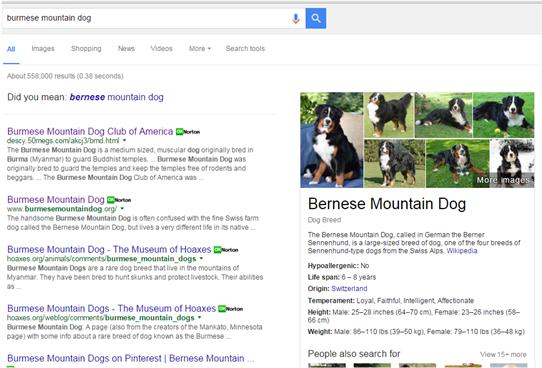 burmese mountain dog
All Images Shopping News Videos More Search tools
About 558,000 results (0.38 seconds)
Did you mean: bernese mountain dog
Burmese Mountain Dog Club of America Norton
descy.50megs.com/akcj3/bmd.html
The Burmese Mountain Dog is a medium sized, muscular dog originally bred in
Burma (Myanmar) to guard Buddhist temples. ... Burmese Mountain Dog was
originally bred to guard the temples and keep the temples free of rodents and
beggars. ... The Burmese Mountain Dog Club of America was ...
Burmese Mountain Dog Norton
www.burmesemountaindog.org/
The handsome Burmese Mountain Dog is often confused with the fine Swiss farm
dog called the Bernese Mountain Dog, but lives a very different life in its native ...
Burmese Mountain Dog - The Museum of Hoaxes Norton
hoaxes.org/animals/comments/burmese_mountain_dogs
Burmese Mountain Dogs are a rare dog breed that live in the mountains of
Myanmar. They have been bred to hunt skunks and protect livestock. Their abilities
as ...
Burmese Mountain Dogs - The Museum of Hoaxes Norton
hoaxes.org/weblog/comments/burmese_mountain_dogs
Burmese Mountain Dog: A page (also from the creators of the Mankato, Minnesota
page) with some info about a rare breed of dog known as the Burmese ...
Burmese Mountain Dogs on Pinterest | Bernese Mountain ...
More images
Bernese Mountain Dog
Dog Breed
The Bernese Mountain Dog, called in German the Berner
Sennenhund, is a large-sized breed of dog, one of the four breeds of
Sennenhund-type dogs from the Swiss Alps. Wikipedia
Hypoallergenic: No
Life span: 6 – 8 years
Origin: Switzerland
Temperament: Loyal, Faithful, Intelligent, Affectionate
Height: Male: 25–28 inches (64–70 cm), Female: 23–26 inches (58–
66 cm)
Weight: Male: 86–110 lbs (39–50 kg), Female: 79–110 lbs (36–48 kg)
People also search for View 15+ more